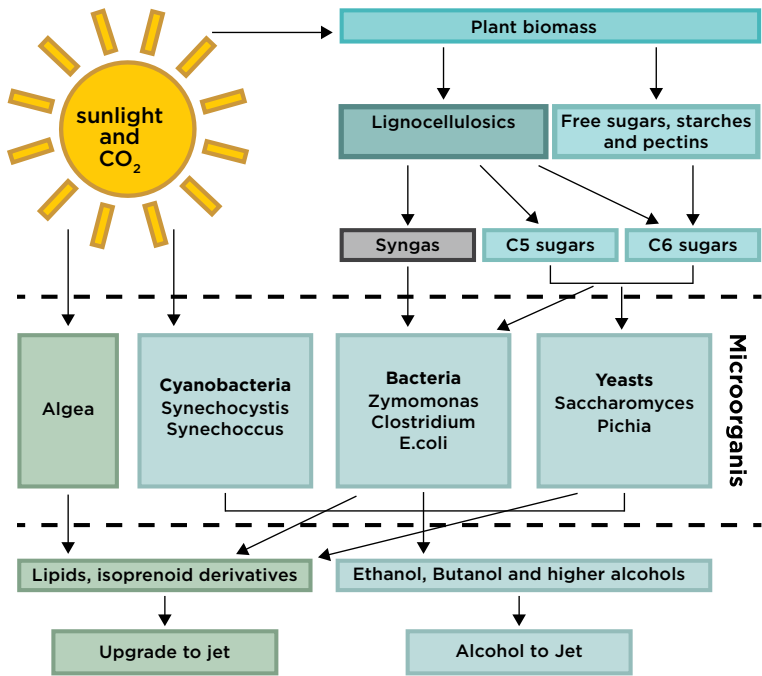 Plant biomass
sunlight
and
CO₂
Lignocellulosics
Free sugars, starches
and pectins
Syngas
C5 sugars
C6 sugars
Algea
Cyanobacteria
Synechocystis
Synechoccus
Bacteria
Zymomonas
Clostridium
E.coli
Yeasts
Saccharomyces
Pichia
Microorganis
Lipids, isoprenoid derivatives
Ethanol, Butanol and higher alcohols
Upgrade to jet
Alcohol to Jet